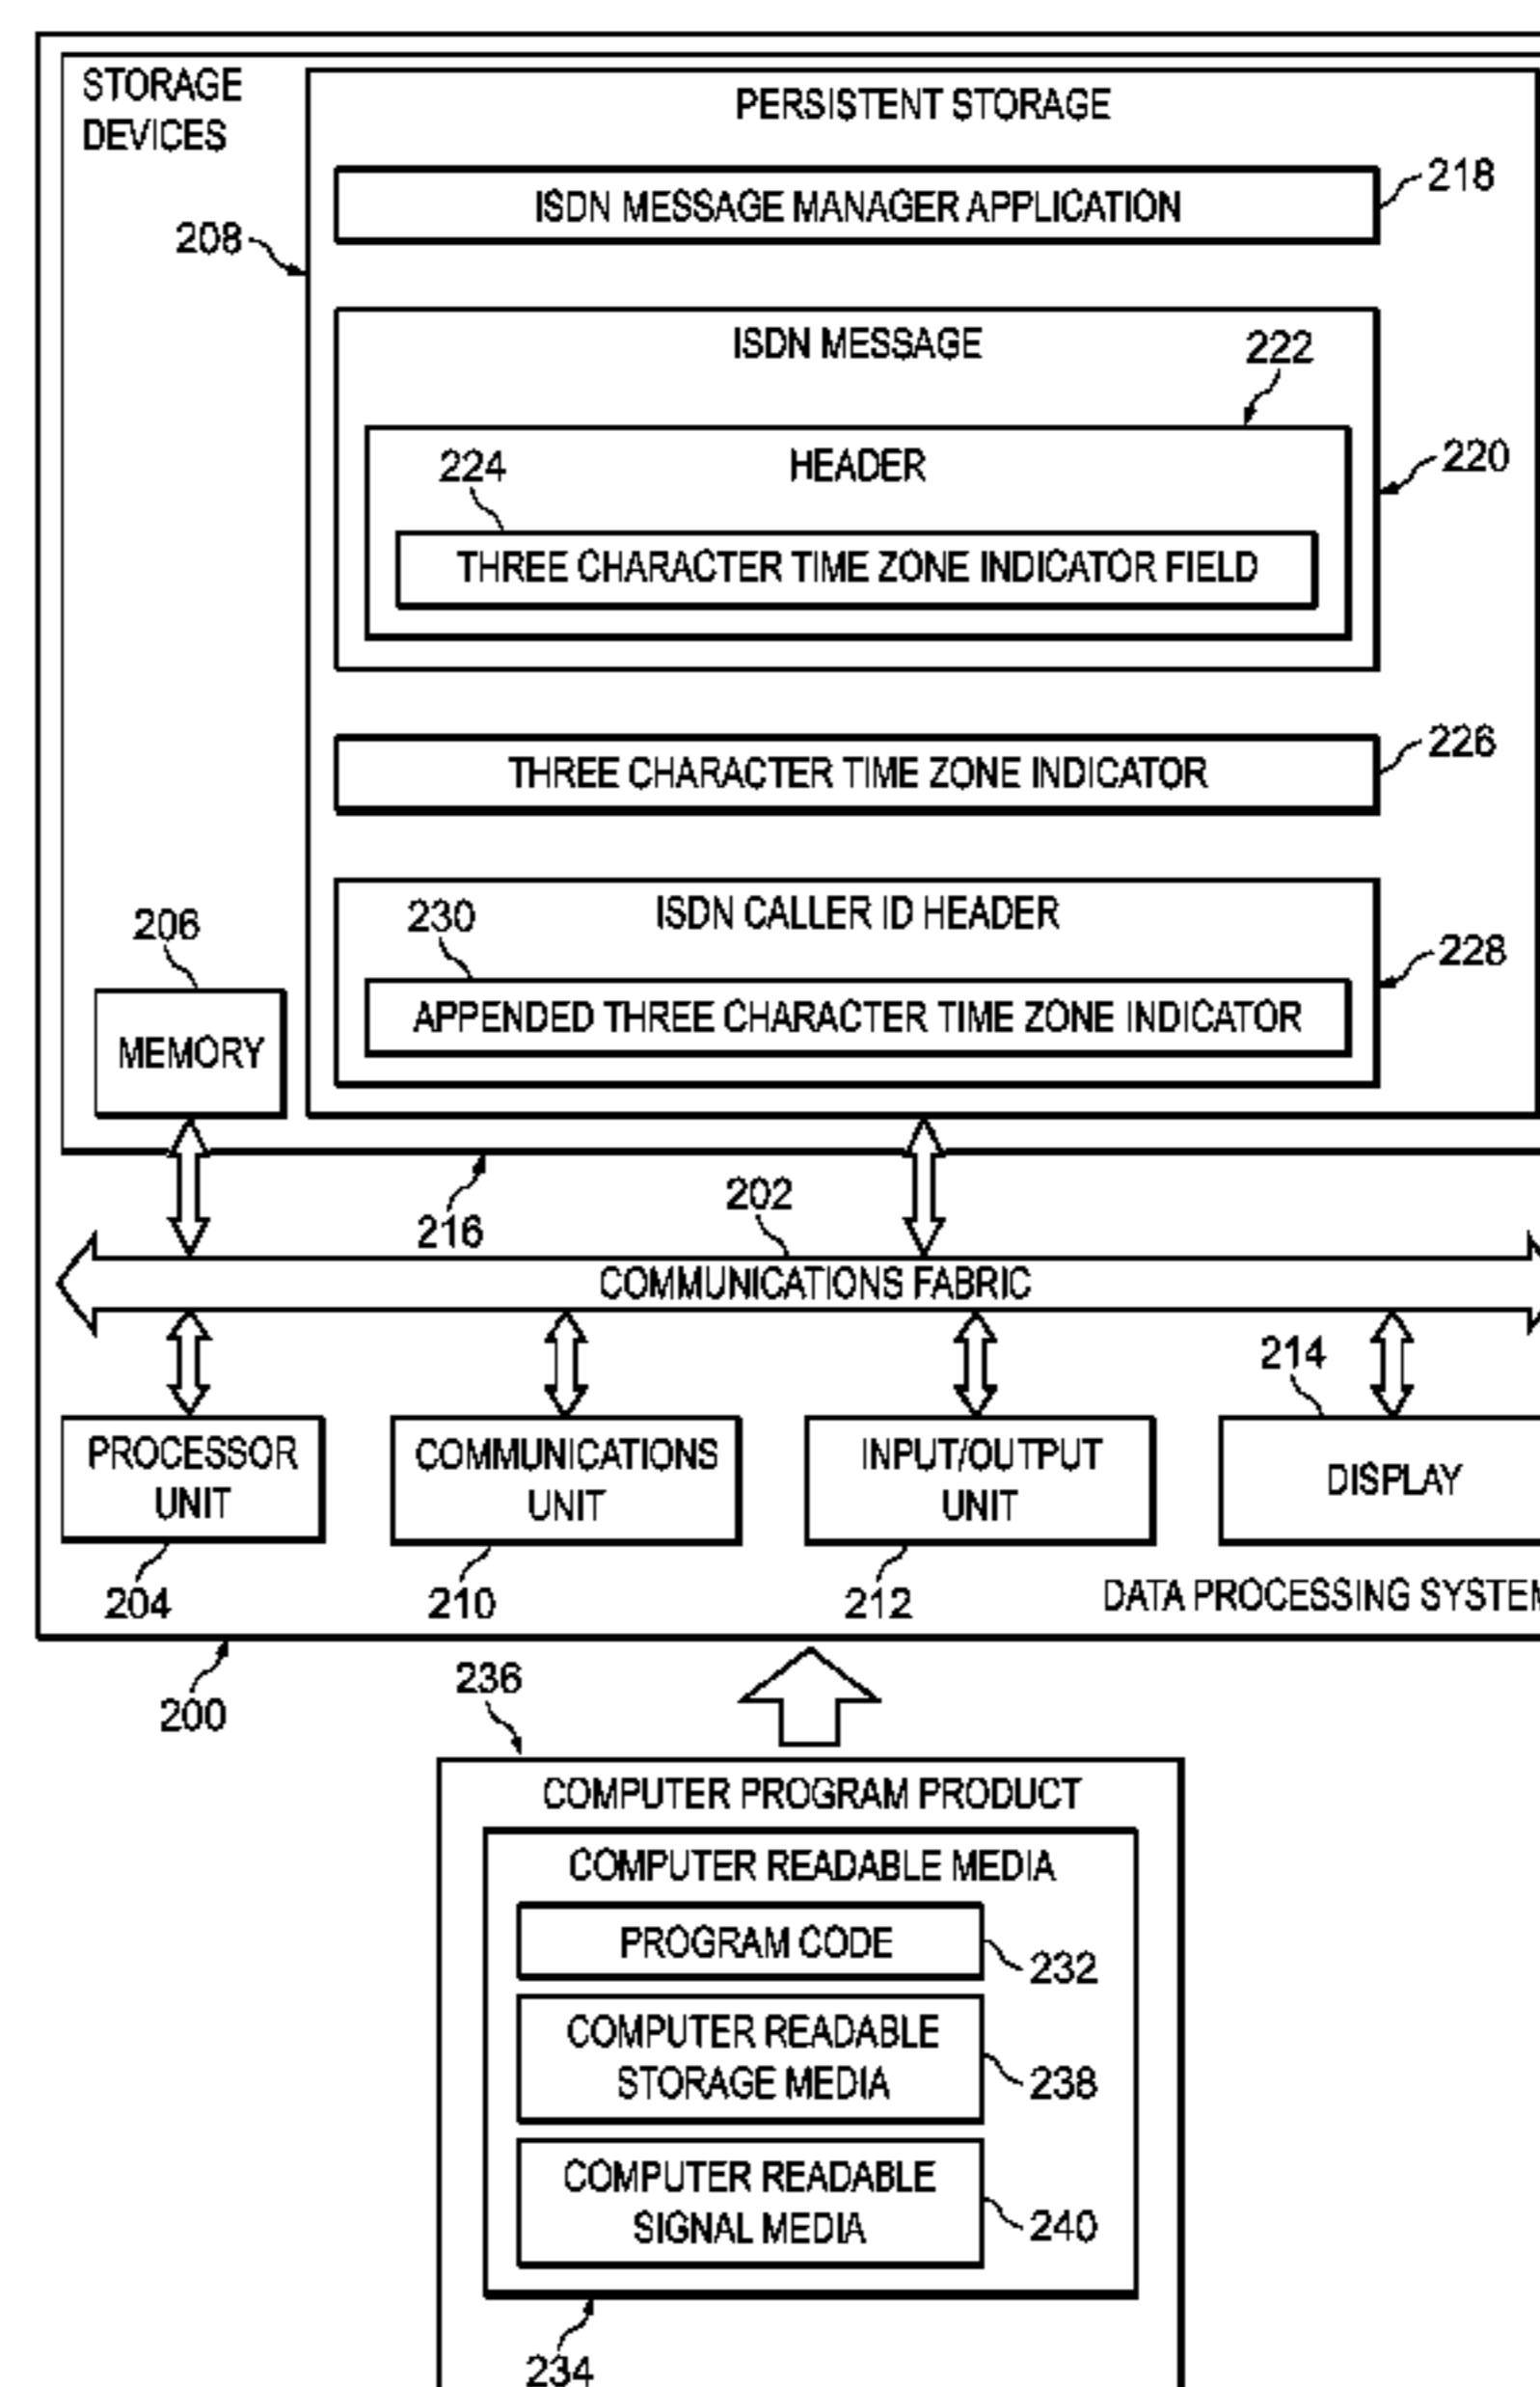 STORAGE
DEVICES
PERSISTENT STORAGE
218
ISDN MESSAGE MANAGER APPLICATION
208
ISDN MESSAGE
222
220
224
HEADER
THREE CHARACTER TIME ZONE INDICATOR FIELD
226
THREE CHARACTER TIME ZONE INDICATOR
206
230
ISDN CALLER ID HEADER
228
APPENDED THREE CHARACTER TIME ZONE INDICATOR
MEMORY
216
202
COMMUNICATIONS FABRIC
214
PROCESSOR
UNIT
COMMUNICATIONS
UNIT
INPUT/OUTPUT
UNIT
DISPLAY
204
210
212
DATA PROCESSING SYSTEM
200
236
COMPUTER PROGRAM PRODUCT
COMPUTER READABLE MEDIA
PROGRAM CODE
232
COMPUTER READABLE
STORAGE MEDIA
238
COMPUTER READABLE
SIGNAL MEDIA
240
234